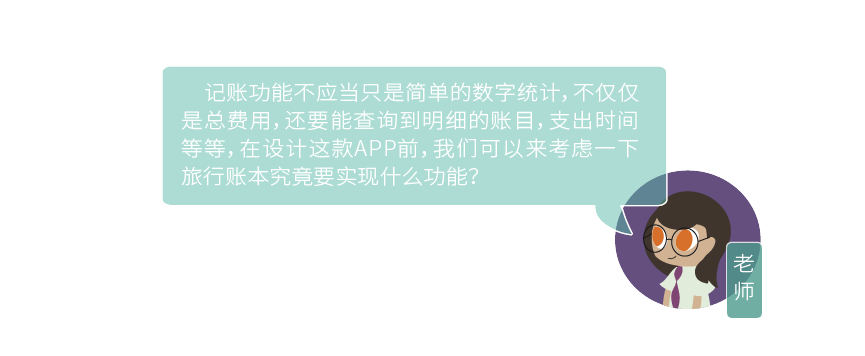 记账功能不应当只是简单的数字统计，不仅仅
是总费用，还要能查询到明细的账目，支出时间
等等，在设计这款APP前，我们可以来考虑一下
旅行账本究竟要实现什么功能？
老
师